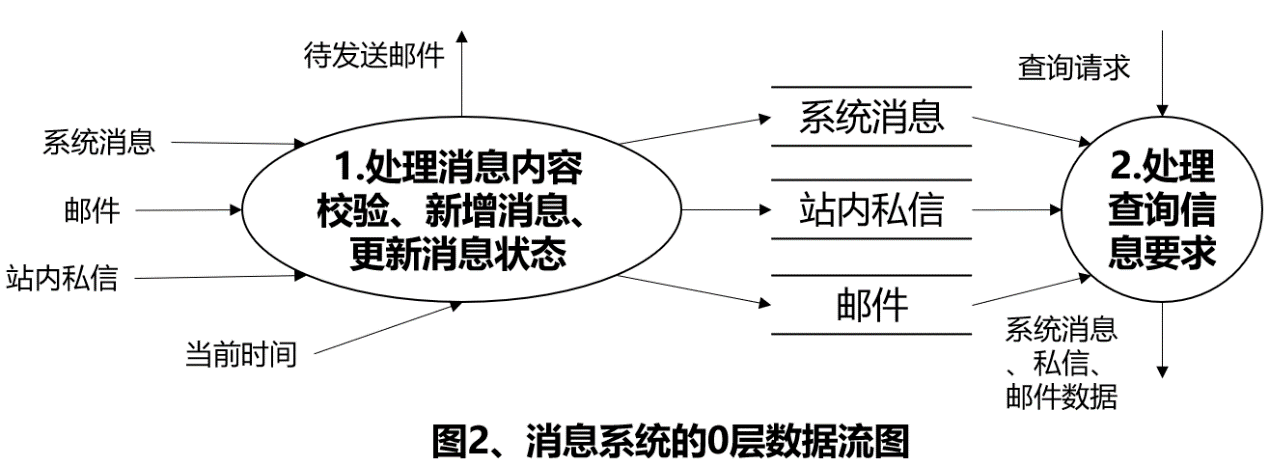 待发送邮件
查询请求
系统消息
邮件
站内私信
当前时间
1.处理消息内容
校验、新增消息、
更新消息状态
系统消息
站内私信
邮件
2.处理
查询信
息要求
系统消息
、私信、
邮件数据
图2、消息系统的0层数据流图